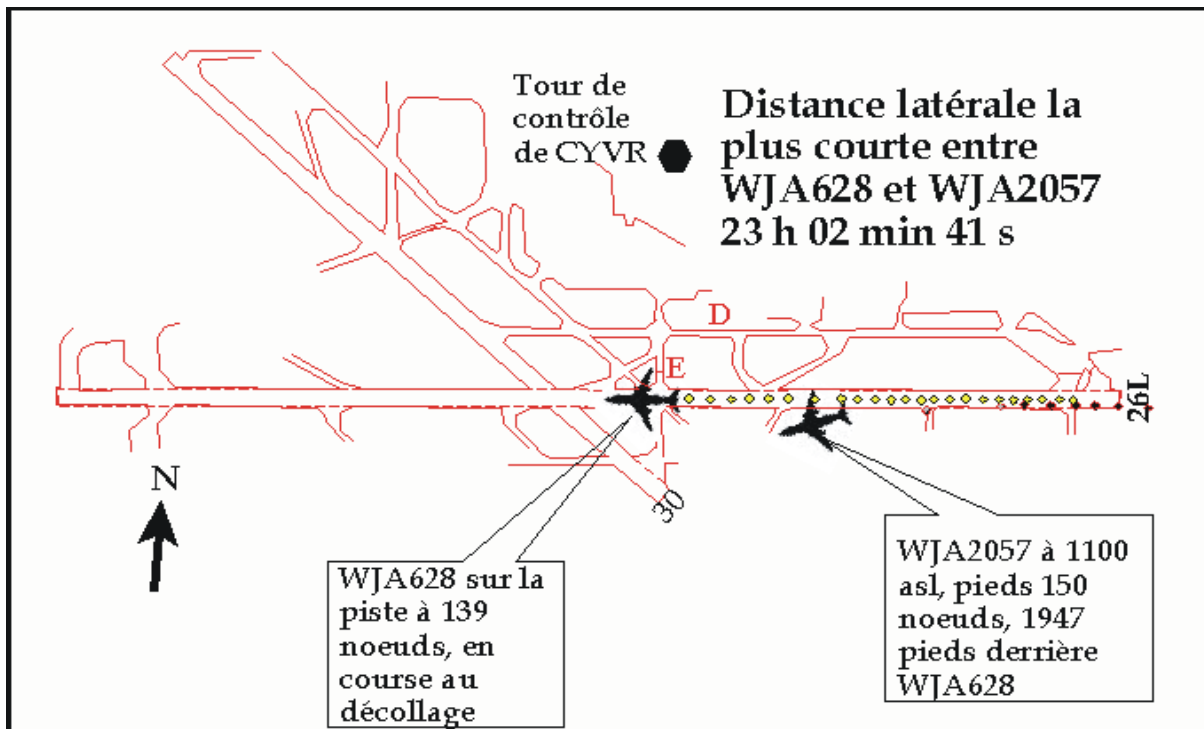 Tour de
contrôle
de CYVR
Distance latérale la
plus courte entre
WJA628 et WJA2057
23 h 02 min 41 s
D
E
26L
30
N
WJA628 sur la
piste à 139
noeuds, en
course au
décollage
WJA2057 à 1100
asl, pieds 150
noeuds, 1947
pieds derrière
WJA628